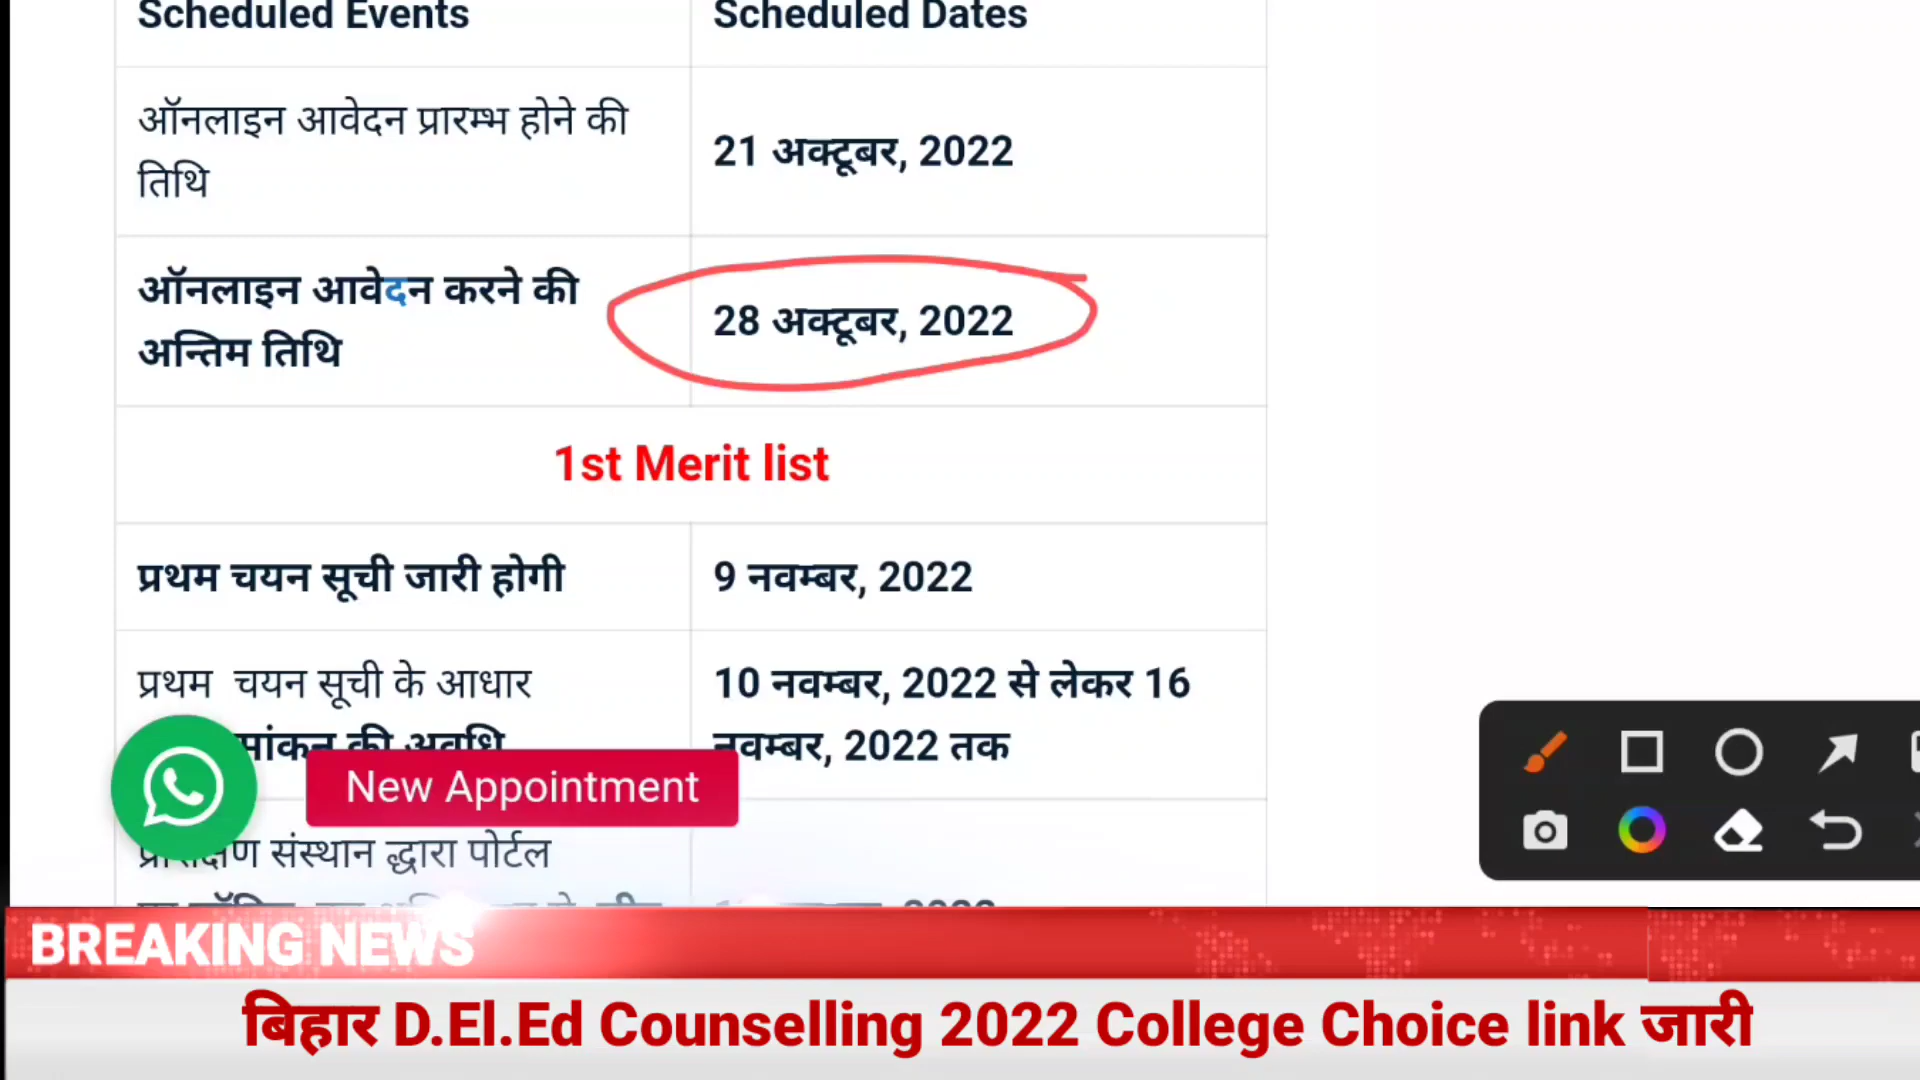 Scheduled Events
Scheduled Dates
ऑनलाइन आवेदन प्रारम्भ होने की
तिथि
21 अक्टूबर, 2022
ऑनलाइन आवेदन करने की
अन्तिम तिथि
28 अक्टूबर, 2022
1st Merit list
प्रथम चयन सूची जारी होगी
9 नवम्बर, 2022
प्रथम चयन सूची के आधार
की अवधि
10 नवम्बर, 2022 से लेकर 16
नवम्बर, 2022 तक
New Appointment
संस्थान द्धारा पोर्टल
BREAKING NEWS
बिहार D.El.Ed Counselling 2022 College Choice link जारी